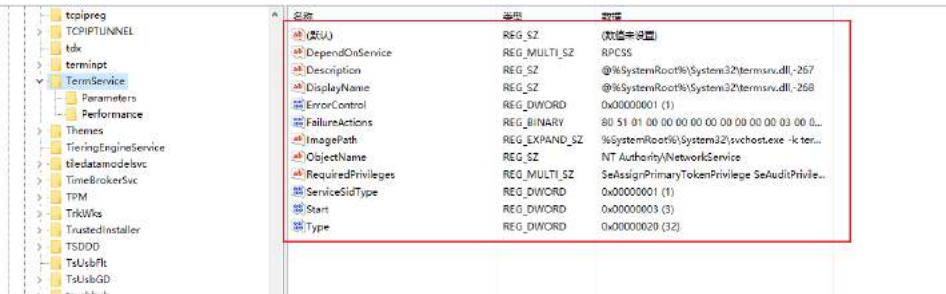 tcpipreg
TCPIPTUNNEL
tdx
terminpt
TermService
Parameters
Performance
Themes
TieringEngineService
tiledatamodelsvc
TimeBrokerSvc
TPM
TrkWks
TrustedInstaller
TSDDD
TsUsbFlt
TsUsbGD
名称 类型 数据
(默认) REG_SZ (数值未设置)
DependOnService REG_MULTI_SZ RPCSS
Description REG_SZ @%SystemRoot%\System32\termsrv.dll,-267
DisplayName REG_SZ @%SystemRoot%\System32\termsrv.dll,-268
ErrorControl REG_DWORD 0x00000001 (1)
FailureActions REG_BINARY 80 51 01 00 00 00 00 00 00 00 00 00 03 00 0...
ImagePath REG_EXPAND_SZ %SystemRoot%\System32\svchost.exe -k ter...
ObjectName REG_SZ NT Authority\NetworkService
RequiredPrivileges REG_MULTI_SZ SeAssignPrimaryTokenPrivilege SeAuditPrivile...
ServiceSidType REG_DWORD 0x00000001 (1)
Start REG_DWORD 0x00000003 (3)
Type REG_DWORD 0x00000020 (32)